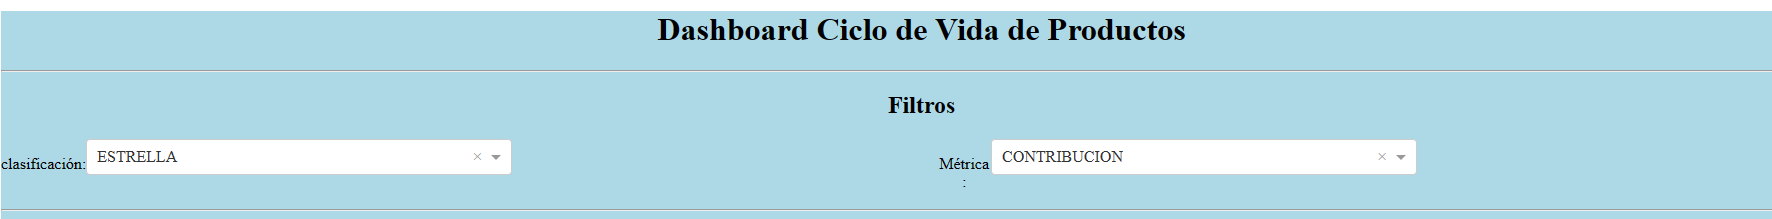 Dashboard Ciclo de Vida de Productos
Filtros
clasificación: ESTRELLA × Métrica CONTRIBUCION ×
: